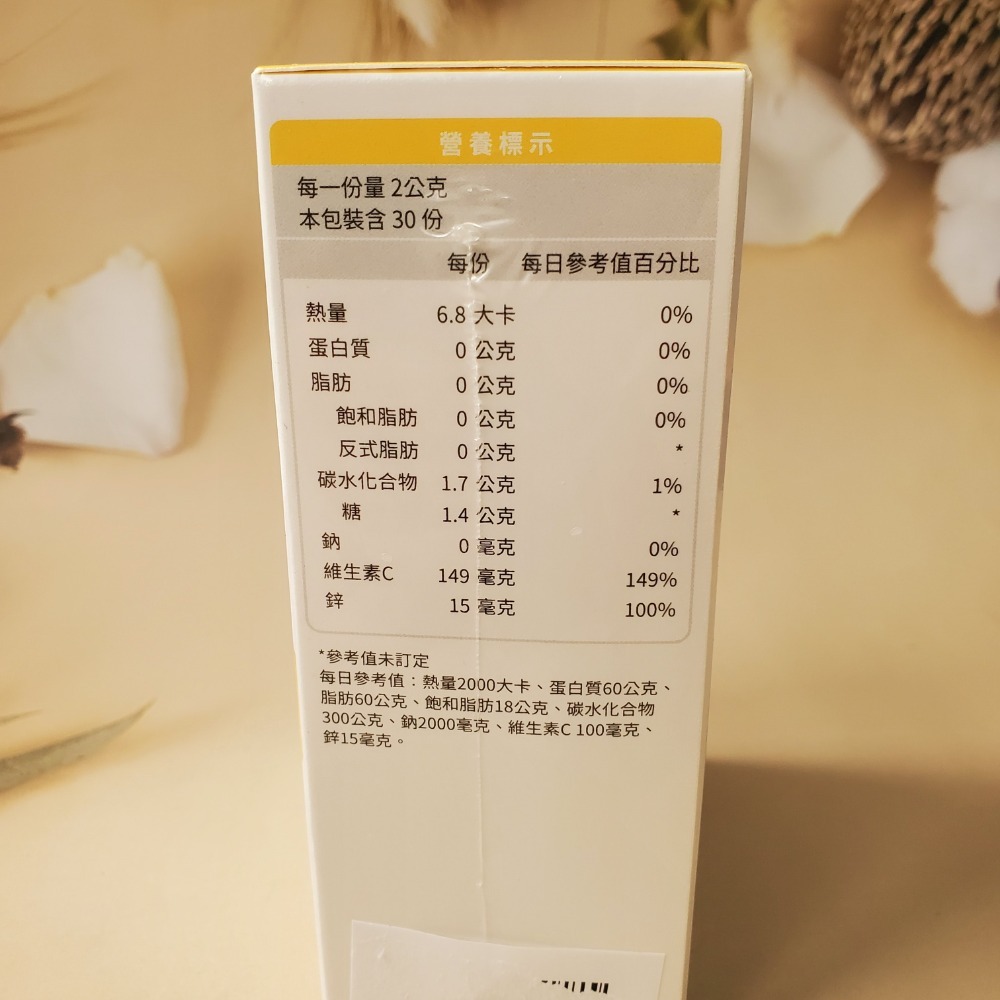 營養標示
每一份量 2公克
本包裝含 30 份
每份 每日參考值百分比
熱量 6.8 大卡 0%
蛋白質 0 公克 0%
脂肪 0 公克 0%
飽和脂肪 0 公克 0%
反式脂肪 0 公克 *
碳水化合物 1.7 公克 1%
糖 1.4 公克 *
鈉 0 毫克 0%
維生素C 149 毫克 149%
鋅 15 毫克 100%
*參考值未訂定
每日參考值：熱量2000大卡、蛋白質60公克、
脂肪60公克、飽和脂肪18公克、碳水化合物
300公克、鈉2000毫克、維生素C 100毫克、
鋅15毫克。